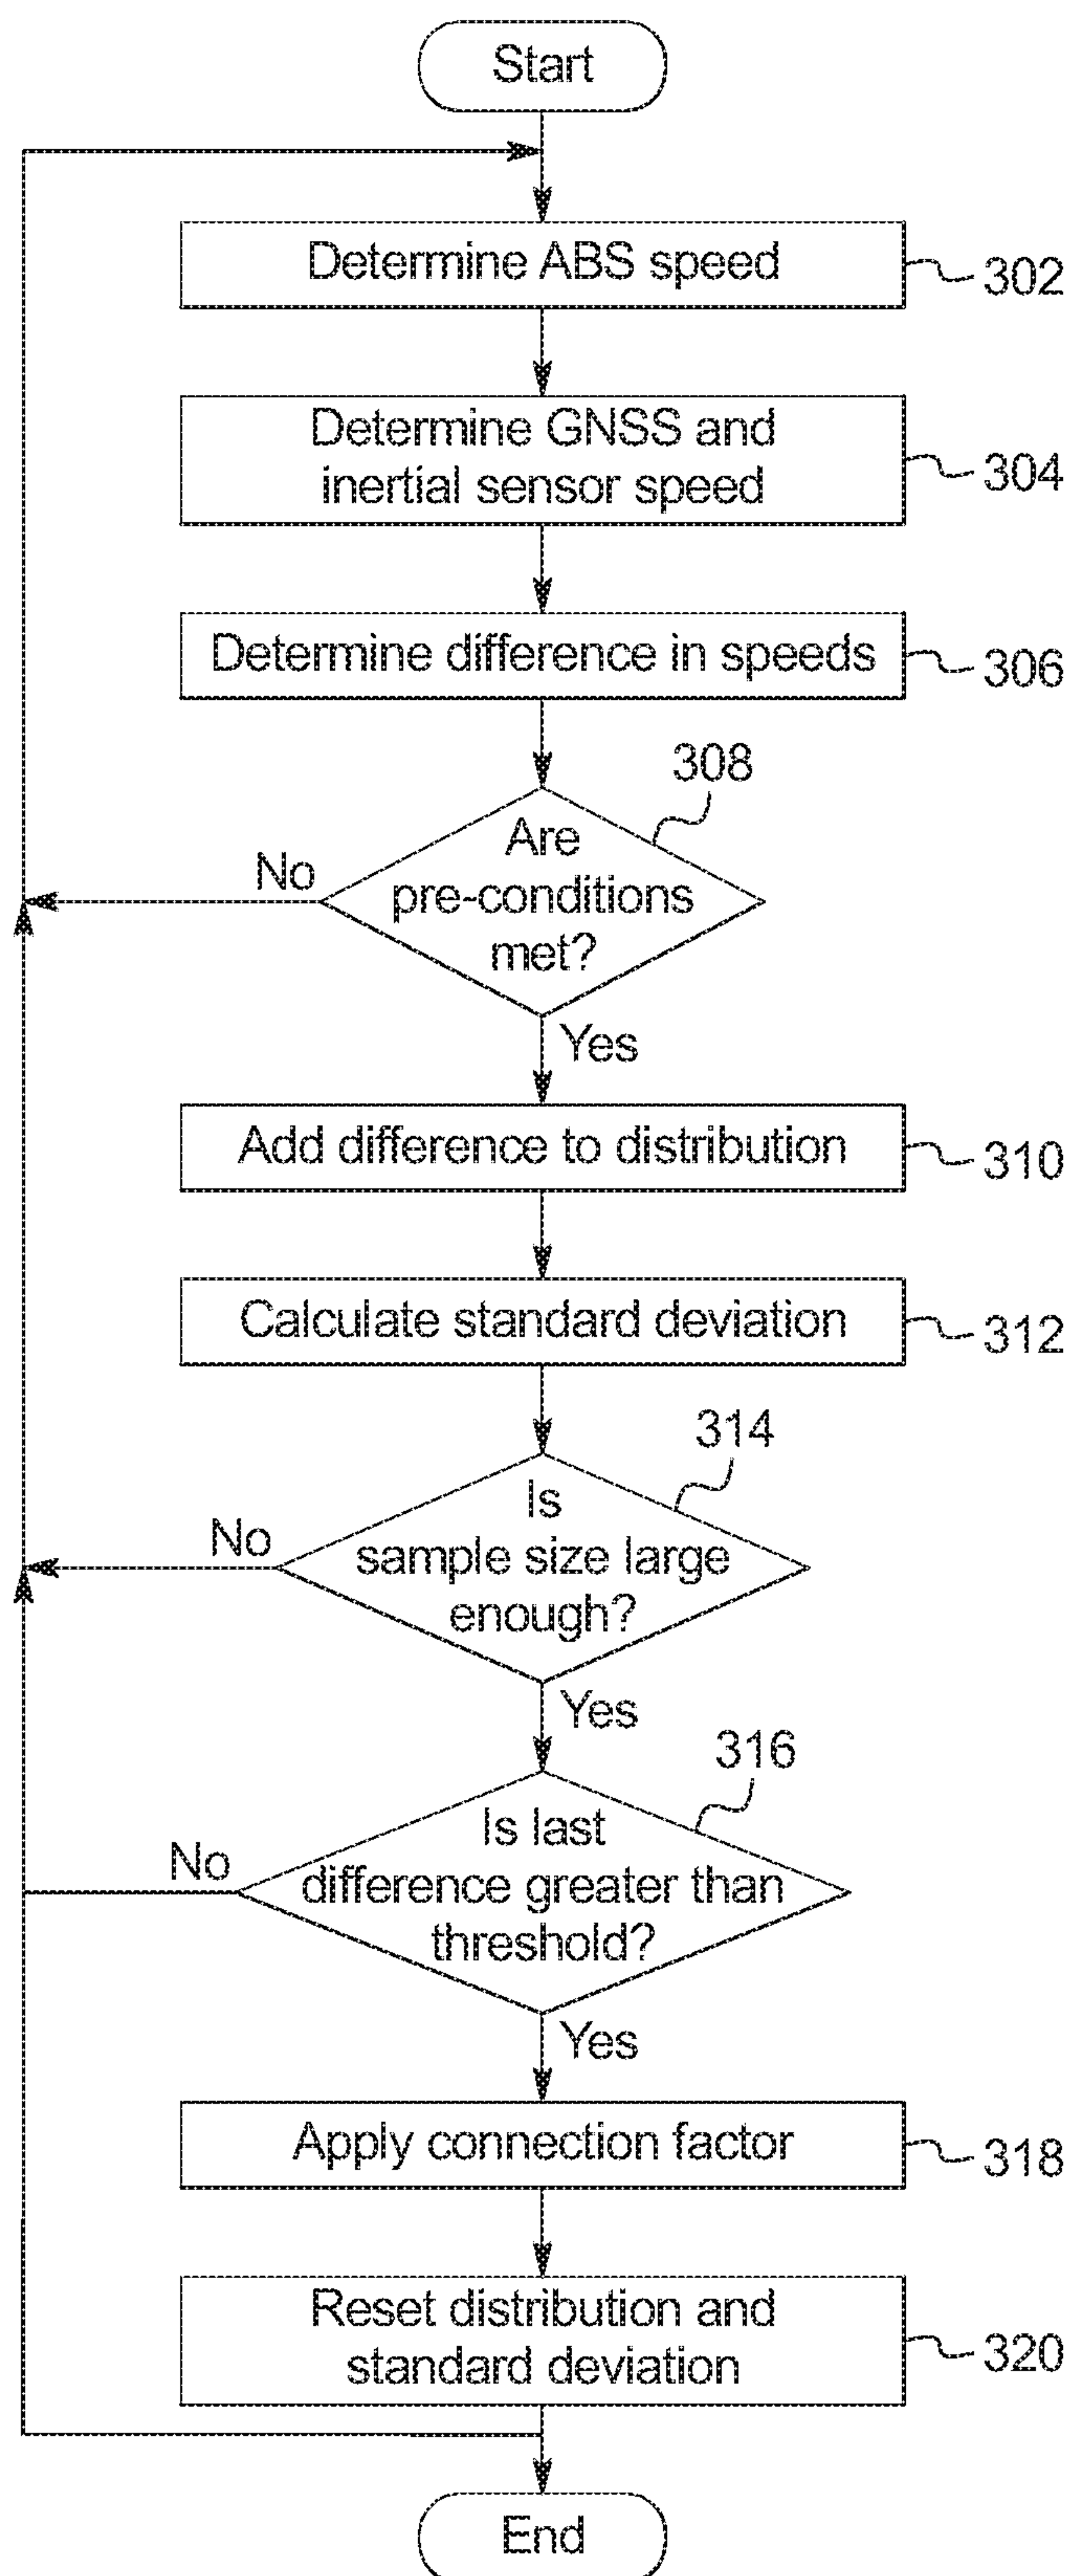 Start
Determine ABS speed
302
Determine GNSS and
inertial sensor speed
304
Determine difference in speeds
306
308
Are
pre-conditions
met?
No
Yes
Add difference to distribution
310
Calculate standard deviation
312
314
Is
sample size large
enough?
No
Yes
316
Is last
difference greater than
threshold?
No
Yes
Apply connection factor
318
Reset distribution and
standard deviation
320
End